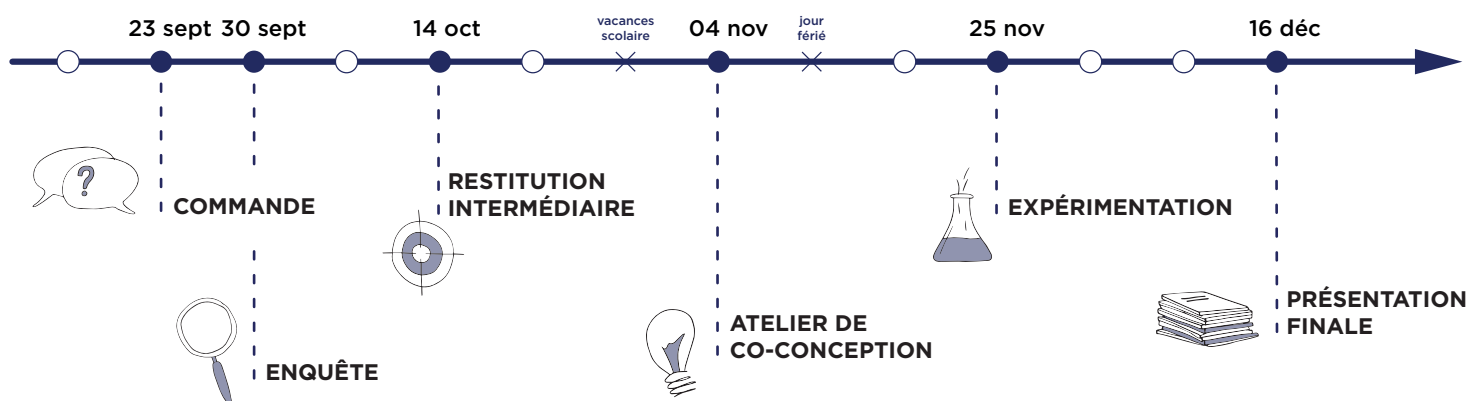 23 sept 30 sept 14 oct vacances scolaire 04 nov jour férié 25 nov 16 déc
?
COMMANDE
RESTITUTION
INTERMÉDIAIRE
EXPÉRIMENTATION
ENQUÊTE
ATELIER DE
CO-CONCEPTION
PRÉSENTATION
FINALE